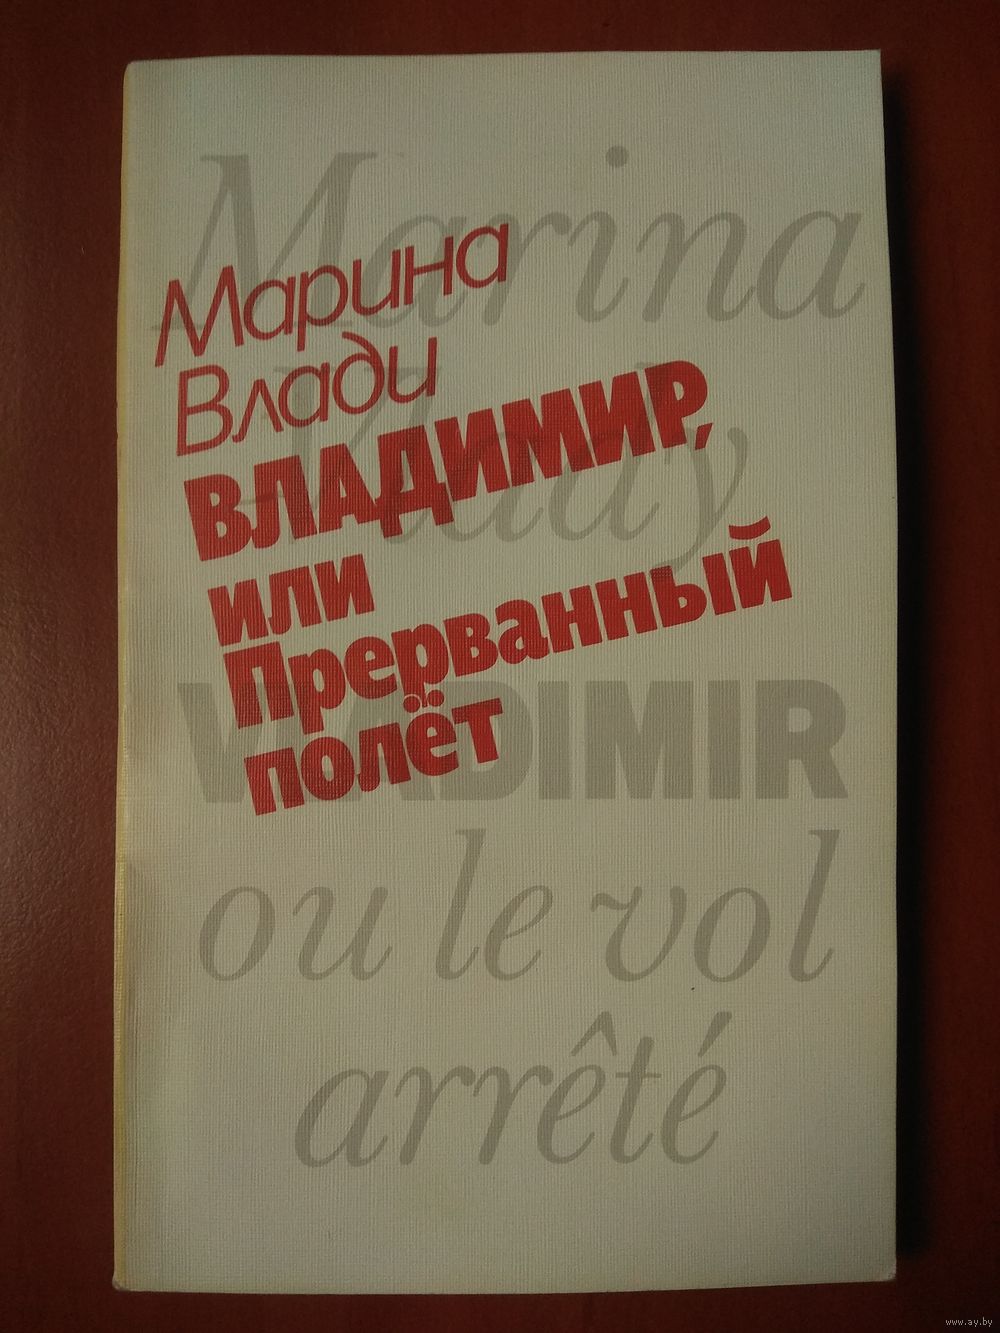 Marina
Марина
Влади
Vlady
ВЛАДИМИР,
или
Прерванный
полёт
VLADIMIR
ou le vol
arrêté
www.ay.by